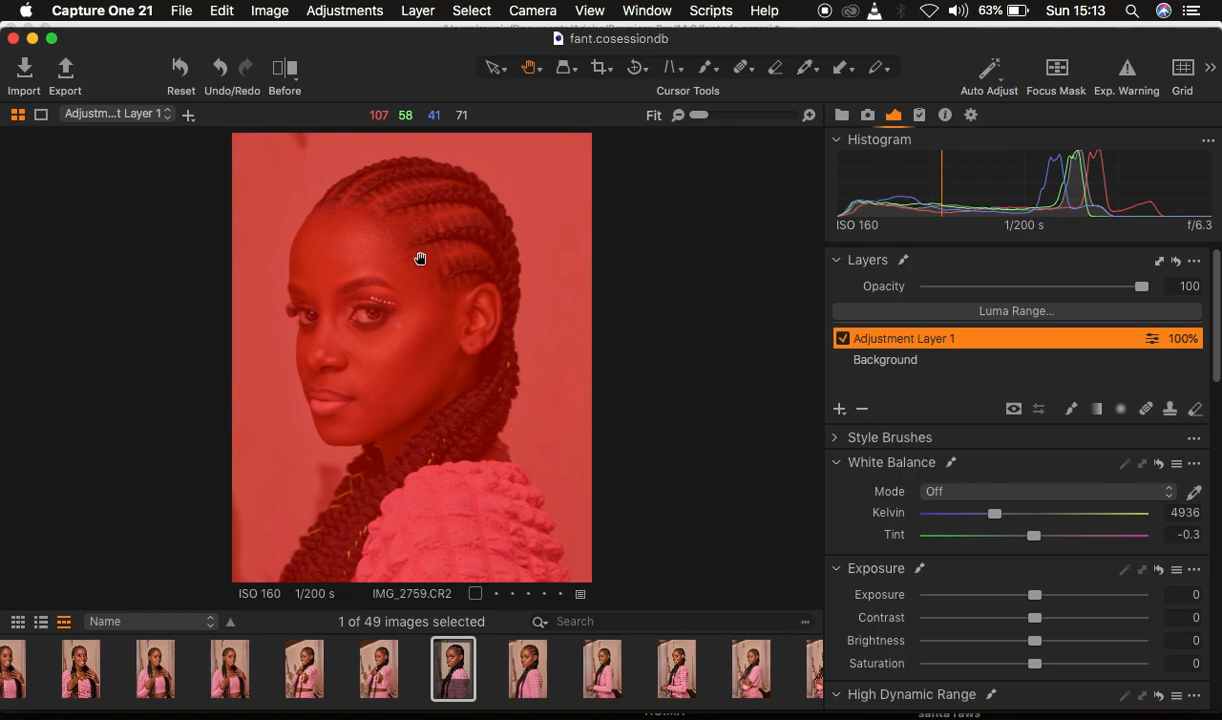 Capture One 21 File Edit Image Adjustments Layer Select Camera View Window Scripts Help 63% Sun 15:13
fant.cosessiondb
Import Export Reset Undo/Redo Before Cursor Tools Auto Adjust Focus Mask Exp. Warning Grid
Adjustm...t Layer 1 107 58 41 71 Fit
Histogram
ISO 160 1/200 s f/6.3
Layers
Opacity 100
Luma Range...
Adjustment Layer 1 100%
Background
Style Brushes
White Balance
Mode Off
Kelvin 4936
Tint -0.3
Exposure
Exposure 0
Contrast 0
Brightness 0
Saturation 0
High Dynamic Range
ISO 160 1/200 s IMG_2759.CR2
Name 1 of 49 images selected Search